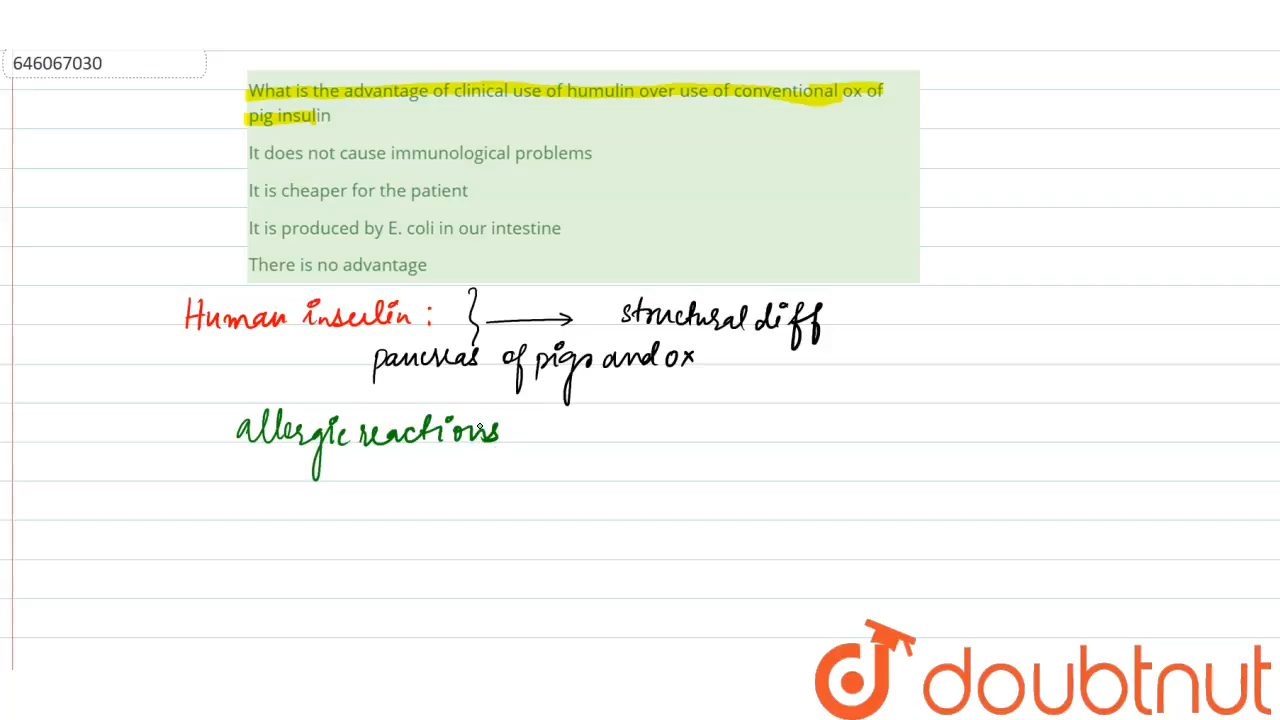 646067030
What is the advantage of clinical use of humulin over use of conventional ox of
pig insulin
It does not cause immunological problems
It is cheaper for the patient
It is produced by E. coli in our intestine
There is no advantage
Human insulin : } → structural diff
pancreas of pigs and ox
allergic reactions
doubtnut